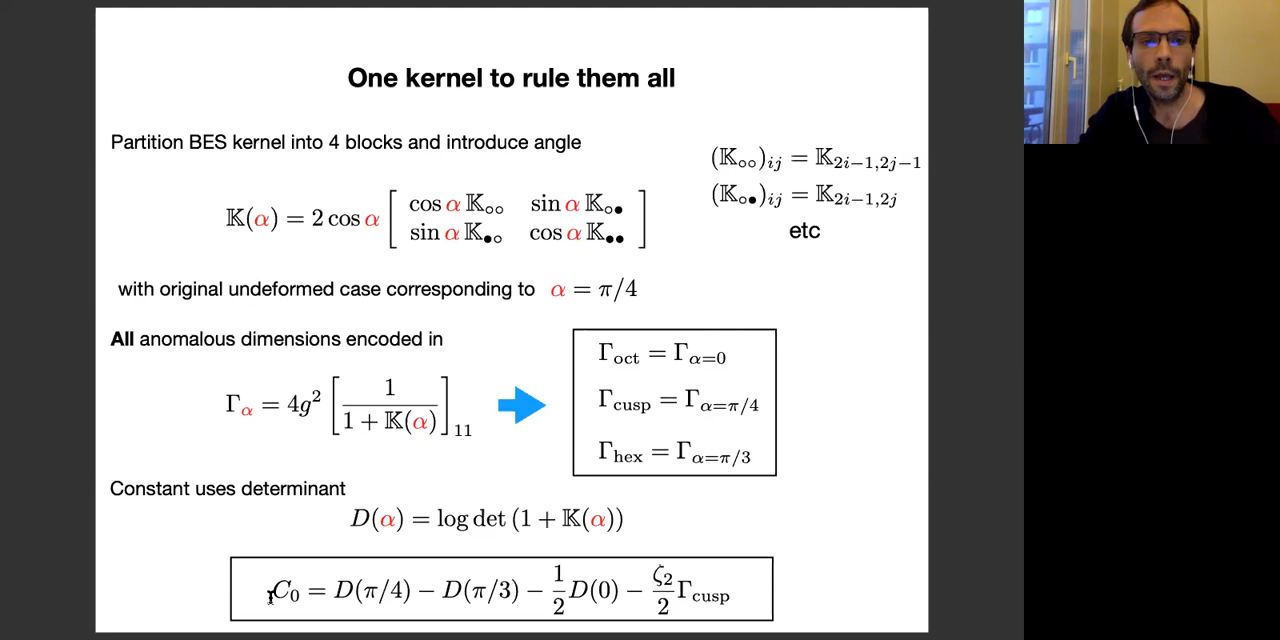 One kernel to rule them all
Partition BES kernel into 4 blocks and introduce angle
(𝕂○○)ij = 𝕂2i−1,2j−1
(𝕂○●)ij = 𝕂2i−1,2j
etc
𝕂(α) = 2 cos α [ cos α 𝕂○○ sin α 𝕂○●
sin α 𝕂●○ cos α 𝕂●● ]
with original undeformed case corresponding to α = π/4
All anomalous dimensions encoded in
Γα = 4g² [ 1 / (1 + 𝕂(α)) ]11
Γoct = Γα=0
Γcusp = Γα=π/4
Γhex = Γα=π/3
Constant uses determinant
D(α) = log det (1 + 𝕂(α))
C0 = D(π/4) − D(π/3) − 1/2 D(0) − ζ2/2 Γcusp